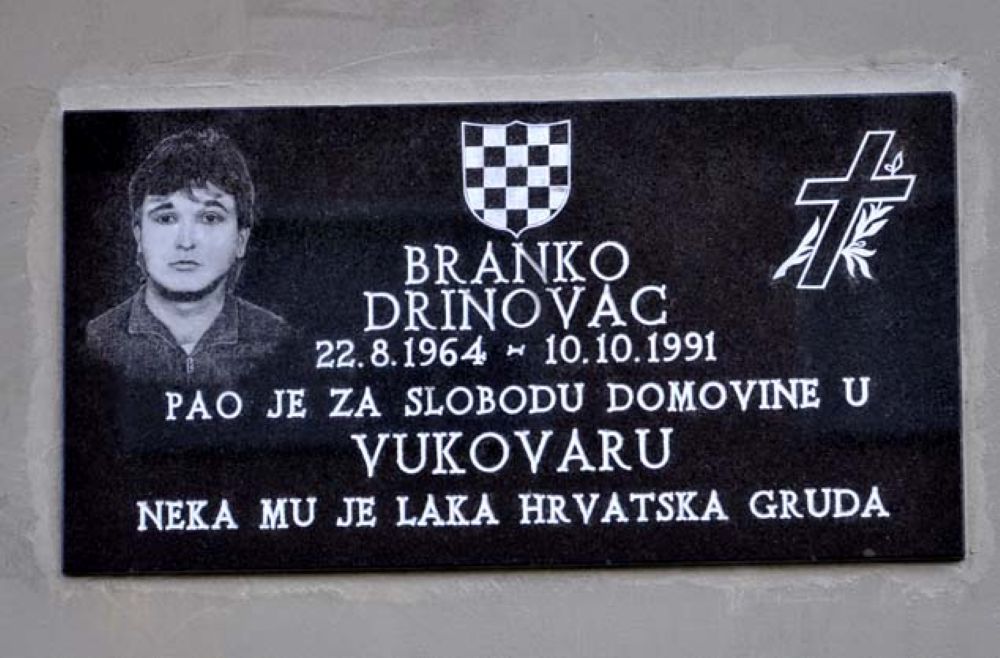 BRANKO
DRINOVAC
22.8.1964 - 10.10.1991
PAO JE ZA SLOBODU DOMOVINE U
VUKOVARU
NEKA MU JE LAKA HRVATSKA GRUDA